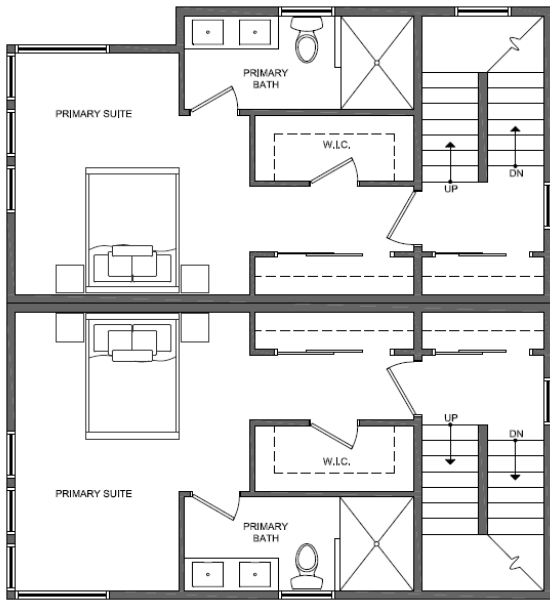 PRIMARY
BATH
PRIMARY SUITE
W.I.C.
UP
DN
UP
DN
W.I.C.
PRIMARY SUITE
PRIMARY
BATH